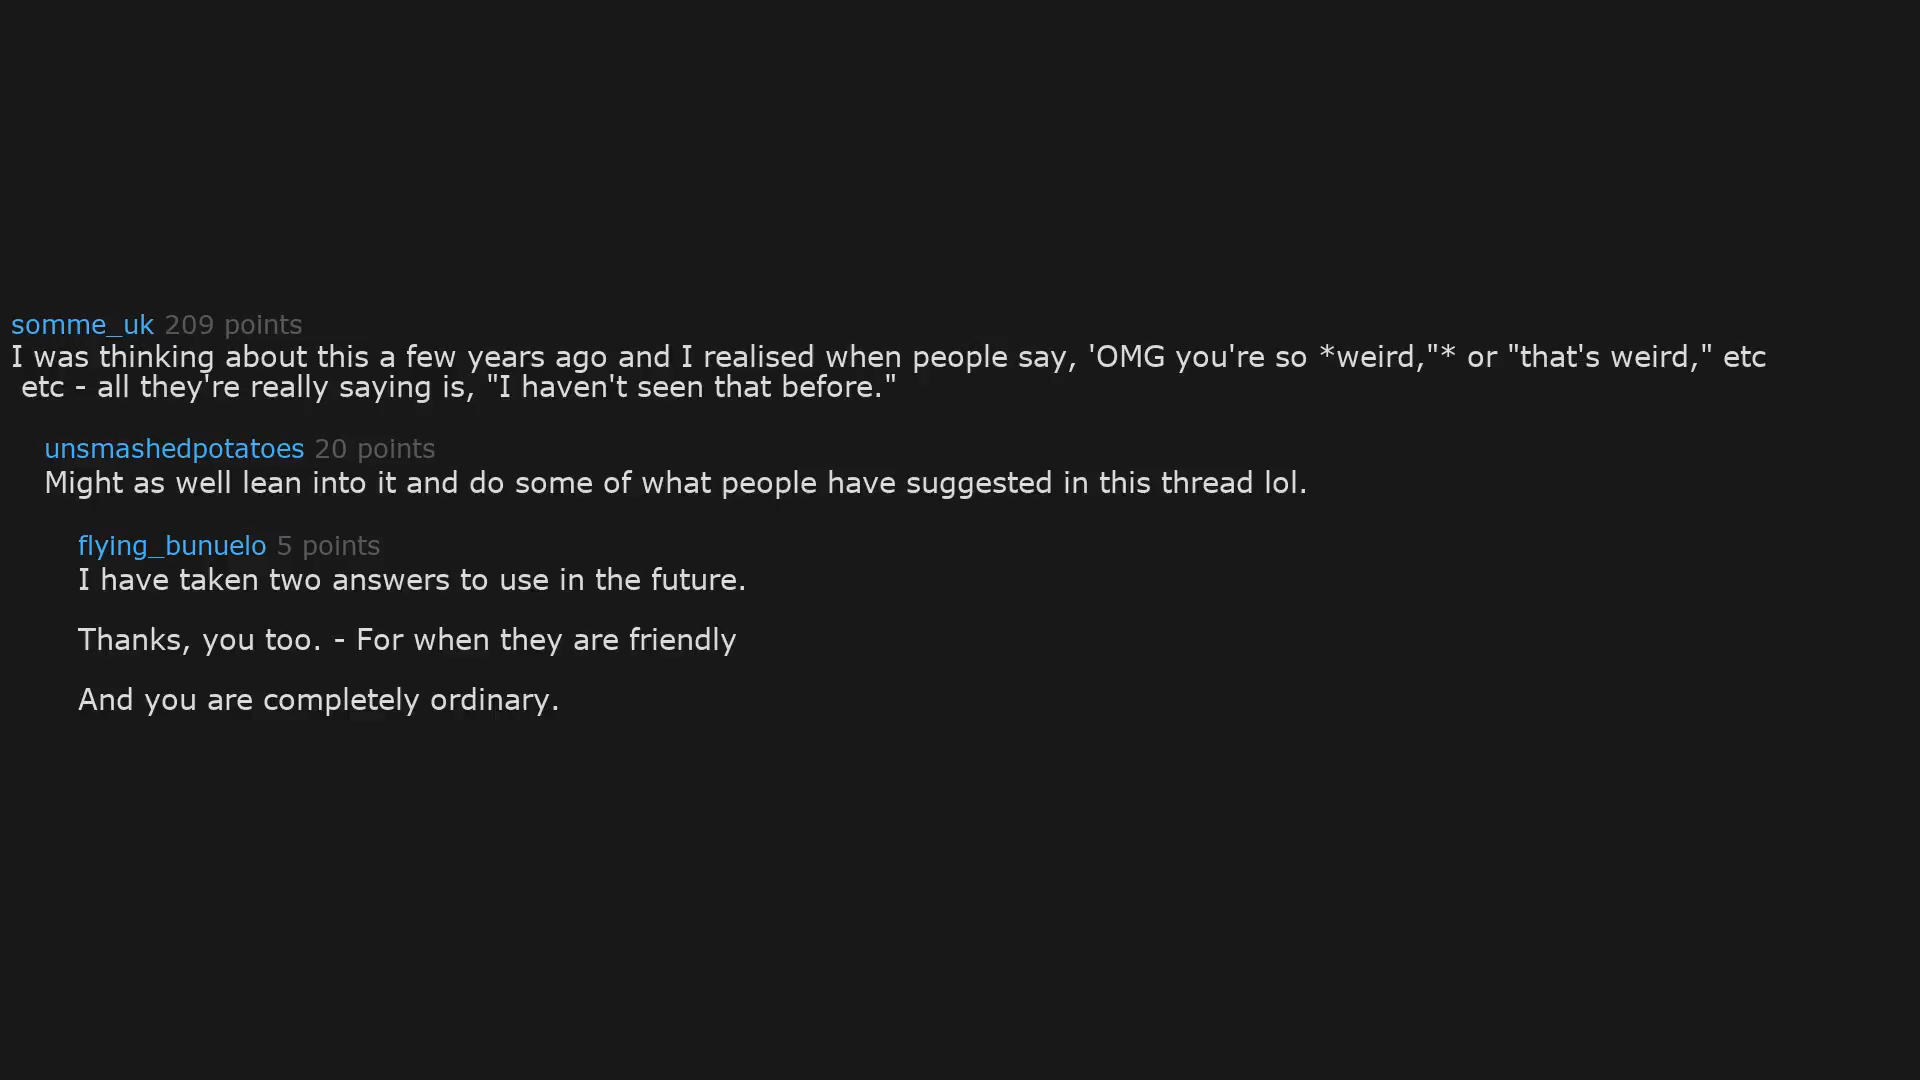 somme_uk 209 points
I was thinking about this a few years ago and I realised when people say, 'OMG you're so *weird,"* or "that's weird," etc
etc - all they're really saying is, "I haven't seen that before."
unsmashedpotatoes 20 points
Might as well lean into it and do some of what people have suggested in this thread lol.
flying_bunuelo 5 points
I have taken two answers to use in the future.
Thanks, you too. - For when they are friendly
And you are completely ordinary.